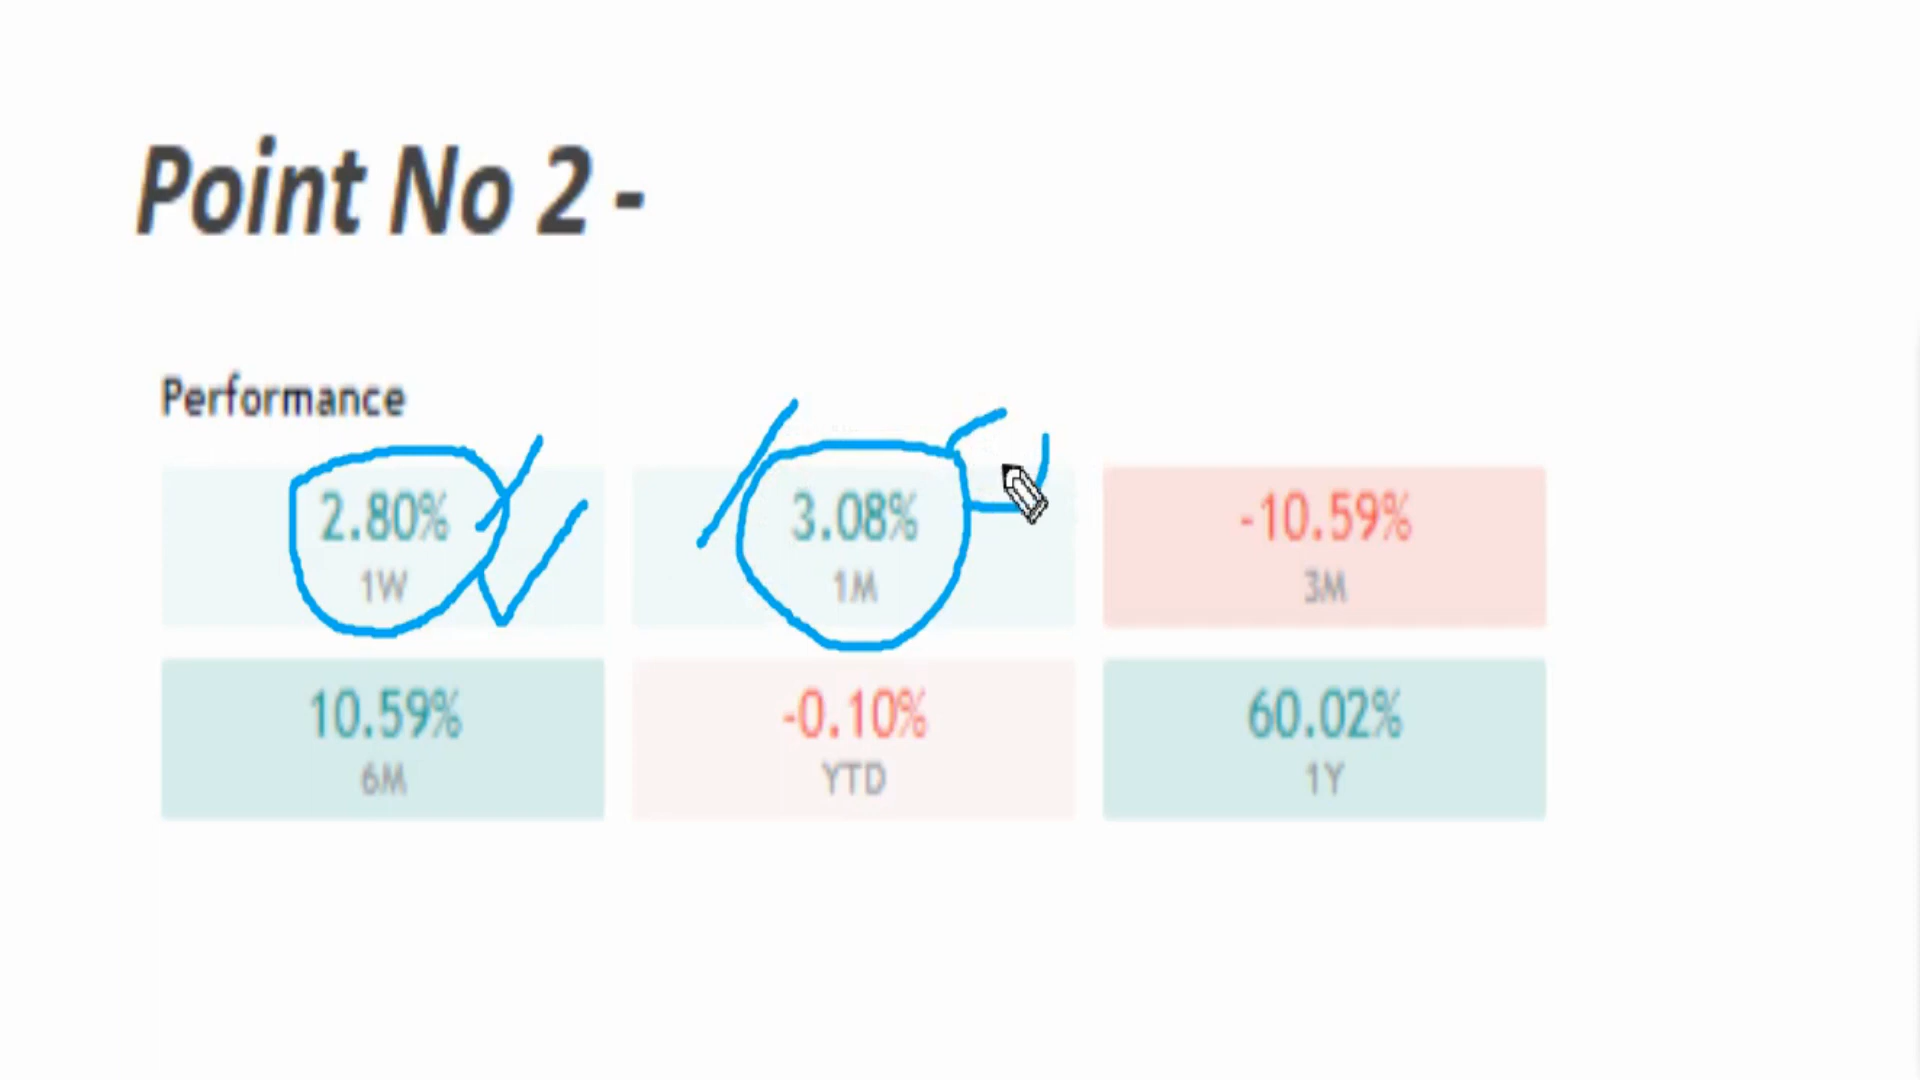 Point No 2 -
Performance
2.80% 3.08% -10.59%
1W 1M 3M
10.59% -0.10% 60.02%
6M YTD 1Y